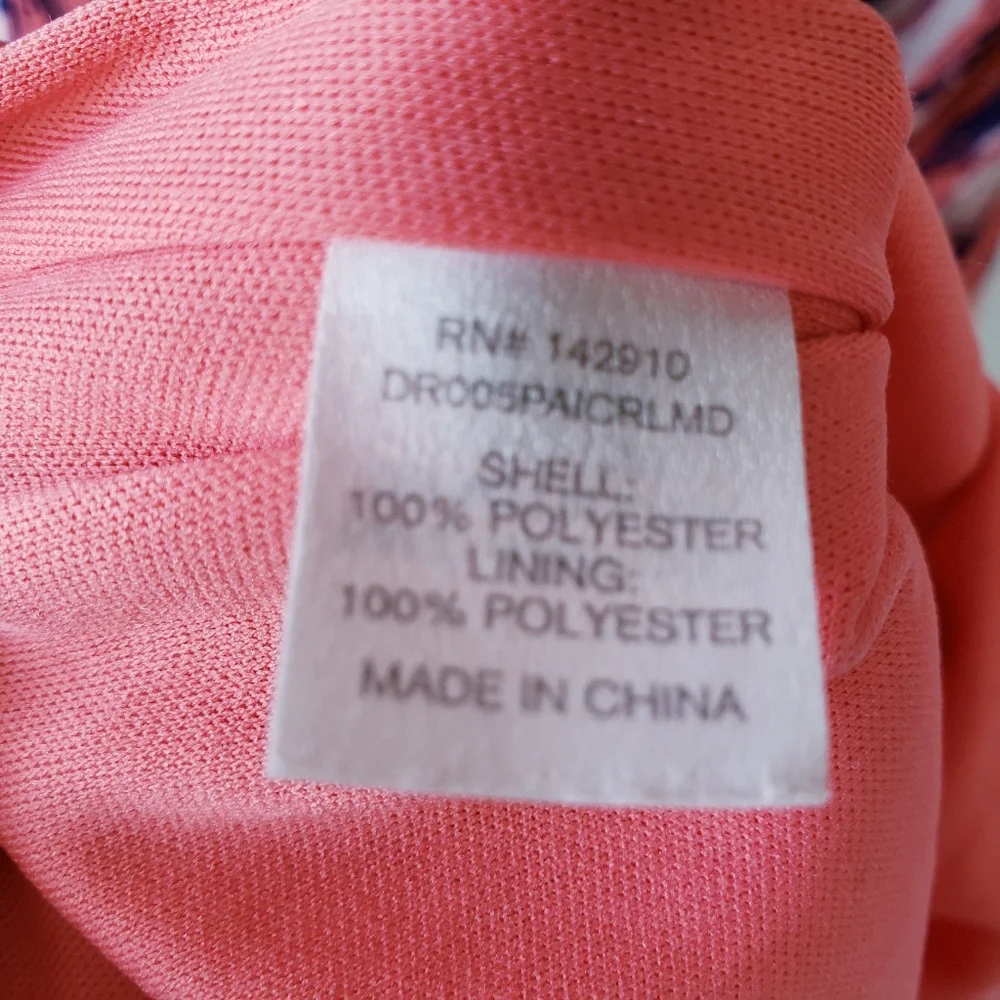 RN# 142910
DR005PAICRLMD
SHELL:
100% POLYESTER
LINING:
100% POLYESTER
MADE IN CHINA